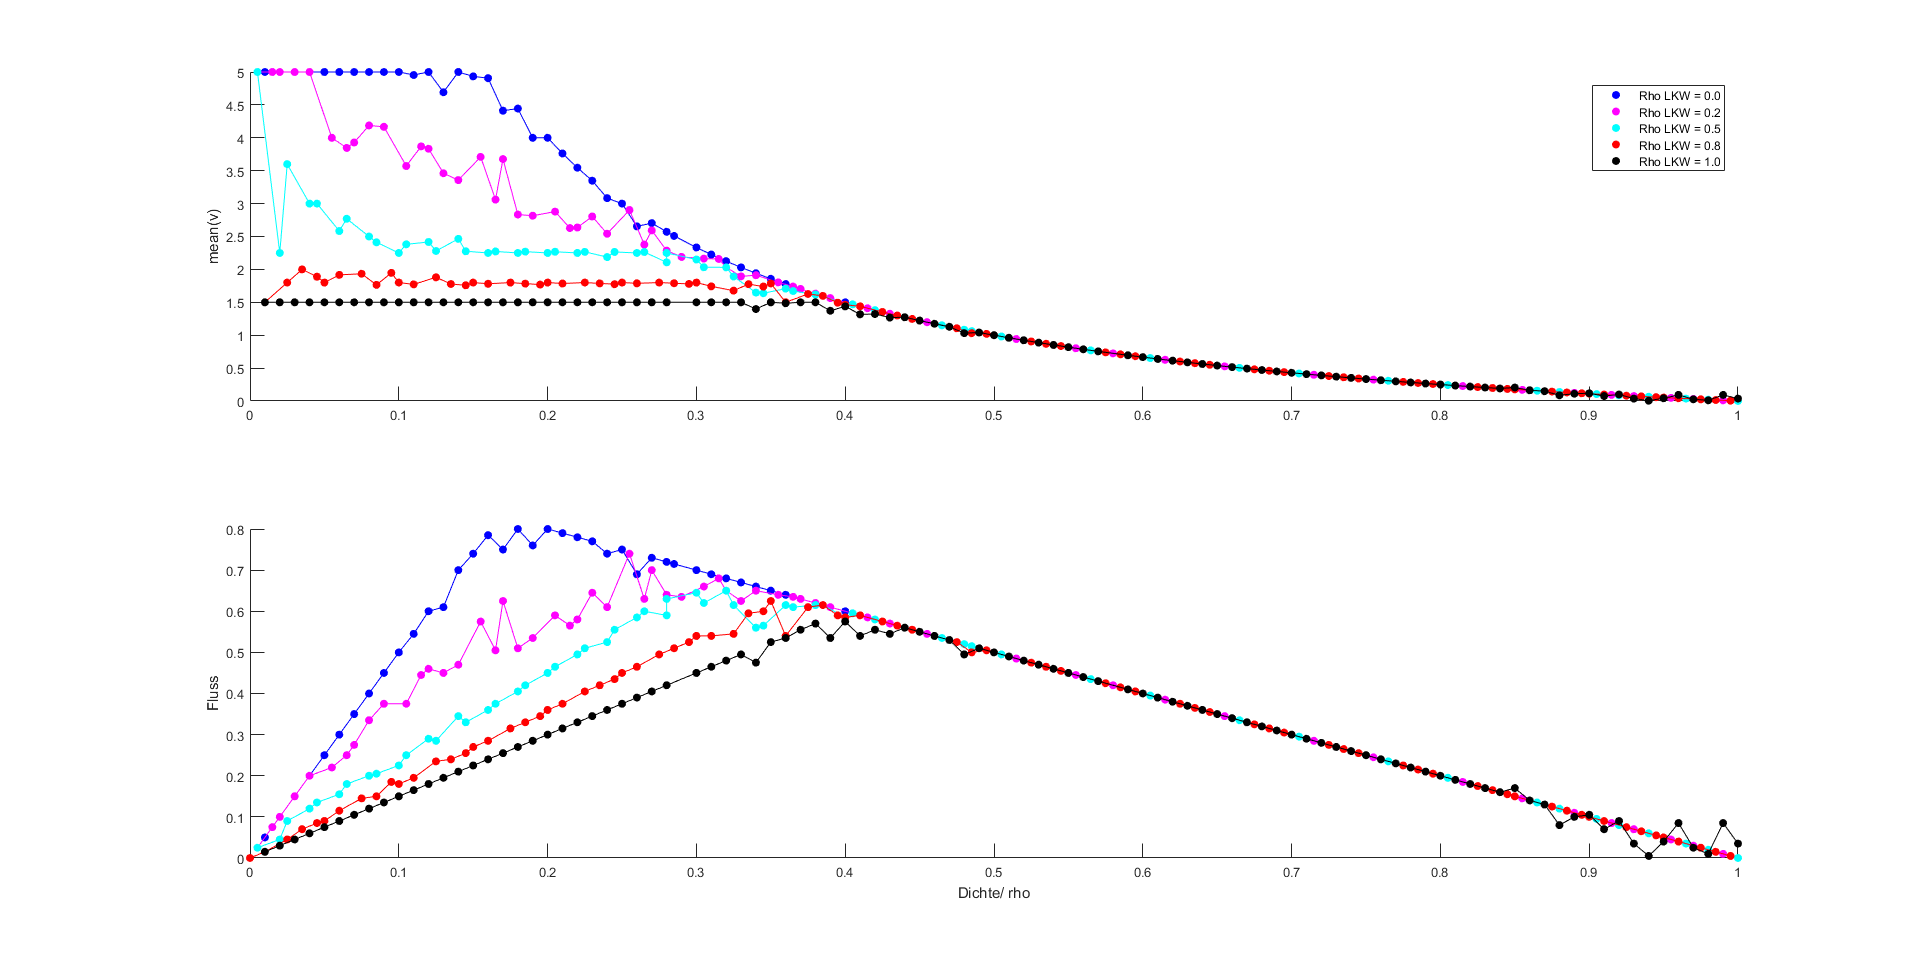 5
4.5
4
3.5
3
2.5
2
1.5
1
0.5
0
mean(v)
0 0.1 0.2 0.3 0.4 0.5 0.6 0.7 0.8 0.9 1
Rho LKW = 0.0
Rho LKW = 0.2
Rho LKW = 0.5
Rho LKW = 0.8
Rho LKW = 1.0
0.8
0.7
0.6
0.5
0.4
0.3
0.2
0.1
0
Fluss
0 0.1 0.2 0.3 0.4 0.5 0.6 0.7 0.8 0.9 1
Dichte/ rho